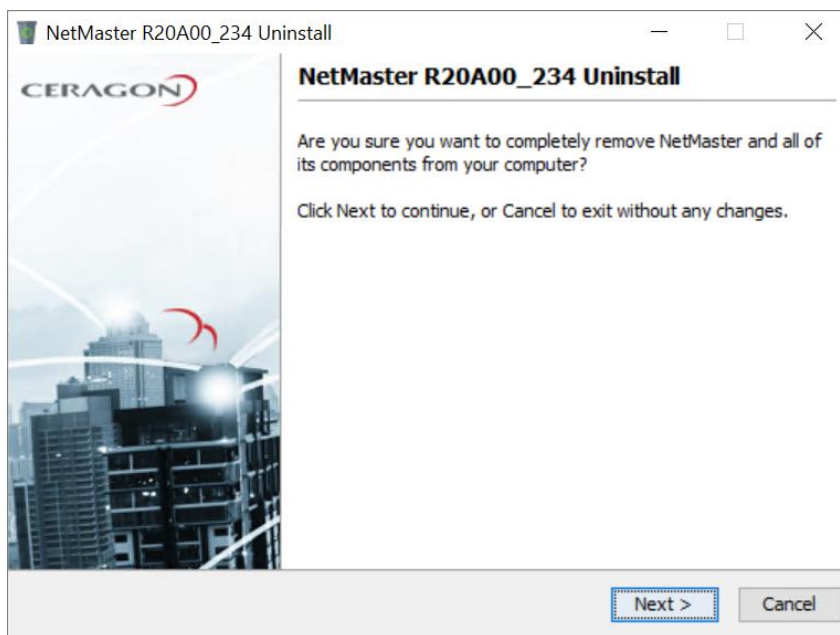 NetMaster R20A00_234 Uninstall
CERAGON
NetMaster R20A00_234 Uninstall
Are you sure you want to completely remove NetMaster and all of
its components from your computer?
Click Next to continue, or Cancel to exit without any changes.
Next >
Cancel